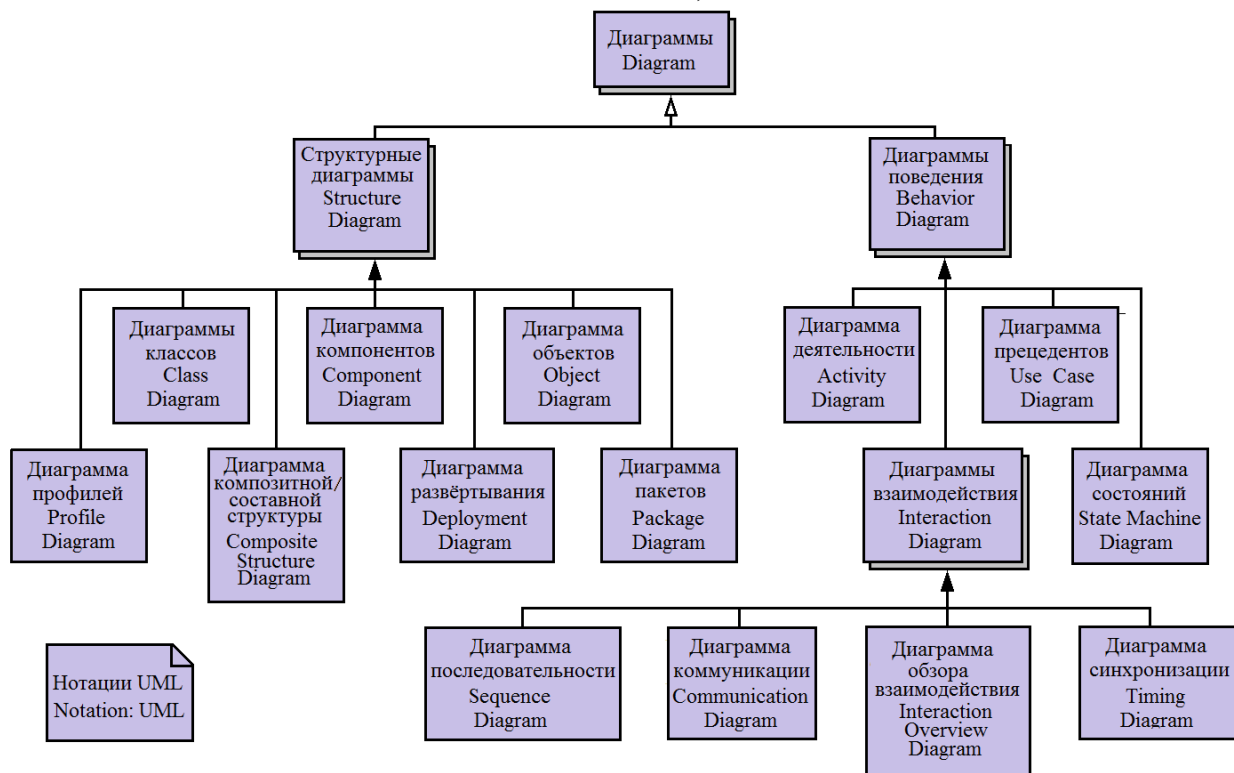 Диаграммы
Diagram
Структурные
диаграммы
Structure
Diagram
Диаграммы
поведения
Behavior
Diagram
Диаграммы
классов
Class
Diagram
Диаграмма
компонентов
Component
Diagram
Диаграмма
объектов
Object
Diagram
Диаграмма
деятельности
Activity
Diagram
Диаграмма
прецедентов
Use Case
Diagram
Диаграмма
профилей
Profile
Diagram
Диаграмма
композитной/
составной
структуры
Composite
Structure
Diagram
Диаграмма
развёртывания
Deployment
Diagram
Диаграмма
пакетов
Package
Diagram
Диаграммы
взаимодействия
Interaction
Diagram
Диаграмма
состояний
State Machine
Diagram
Диаграмма
последовательности
Sequence
Diagram
Диаграмма
коммуникации
Communication
Diagram
Диаграмма
обзора
взаимодействия
Interaction
Overview
Diagram
Диаграмма
синхронизации
Timing
Diagram
Нотации UML
Notation: UML